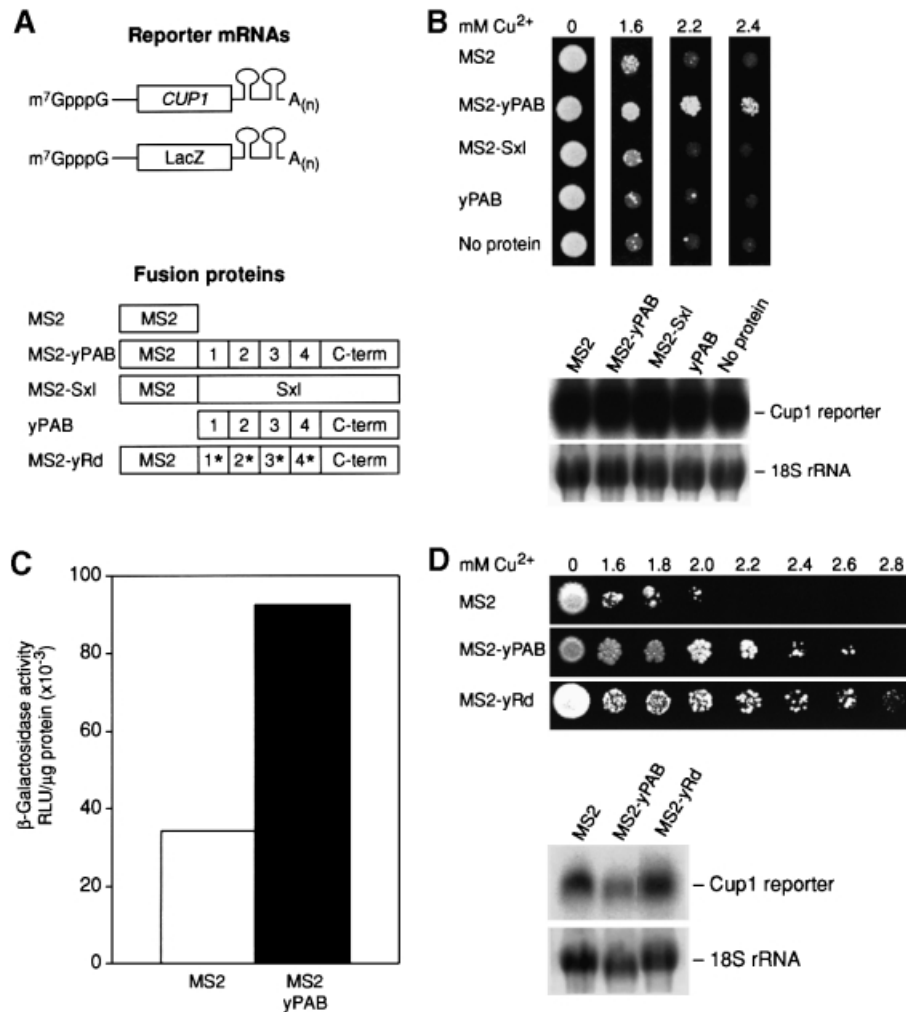 A
Reporter mRNAs
m⁷GpppG CUP1 A(n)
m⁷GpppG LacZ A(n)
Fusion proteins
MS2 MS2
MS2-yPAB MS2 1 2 3 4 C-term
MS2-Sxl MS2 Sxl
yPAB 1 2 3 4 C-term
MS2-yRd MS2 1* 2* 3* 4* C-term
B
mM Cu²⁺ 0 1.6 2.2 2.4
MS2
MS2-yPAB
MS2-Sxl
yPAB
No protein
MS2 MS2-yPAB MS2-Sxl yPAB No protein
– Cup1 reporter
– 18S rRNA
C
β-Galactosidase activity
RLU/μg protein (x10⁻³)
100
80
60
40
20
0
MS2 MS2
yPAB
D
mM Cu²⁺ 0 1.6 1.8 2.0 2.2 2.4 2.6 2.8
MS2
MS2-yPAB
MS2-yRd
MS2 MS2-yPAB MS2-yRd
– Cup1 reporter
– 18S rRNA